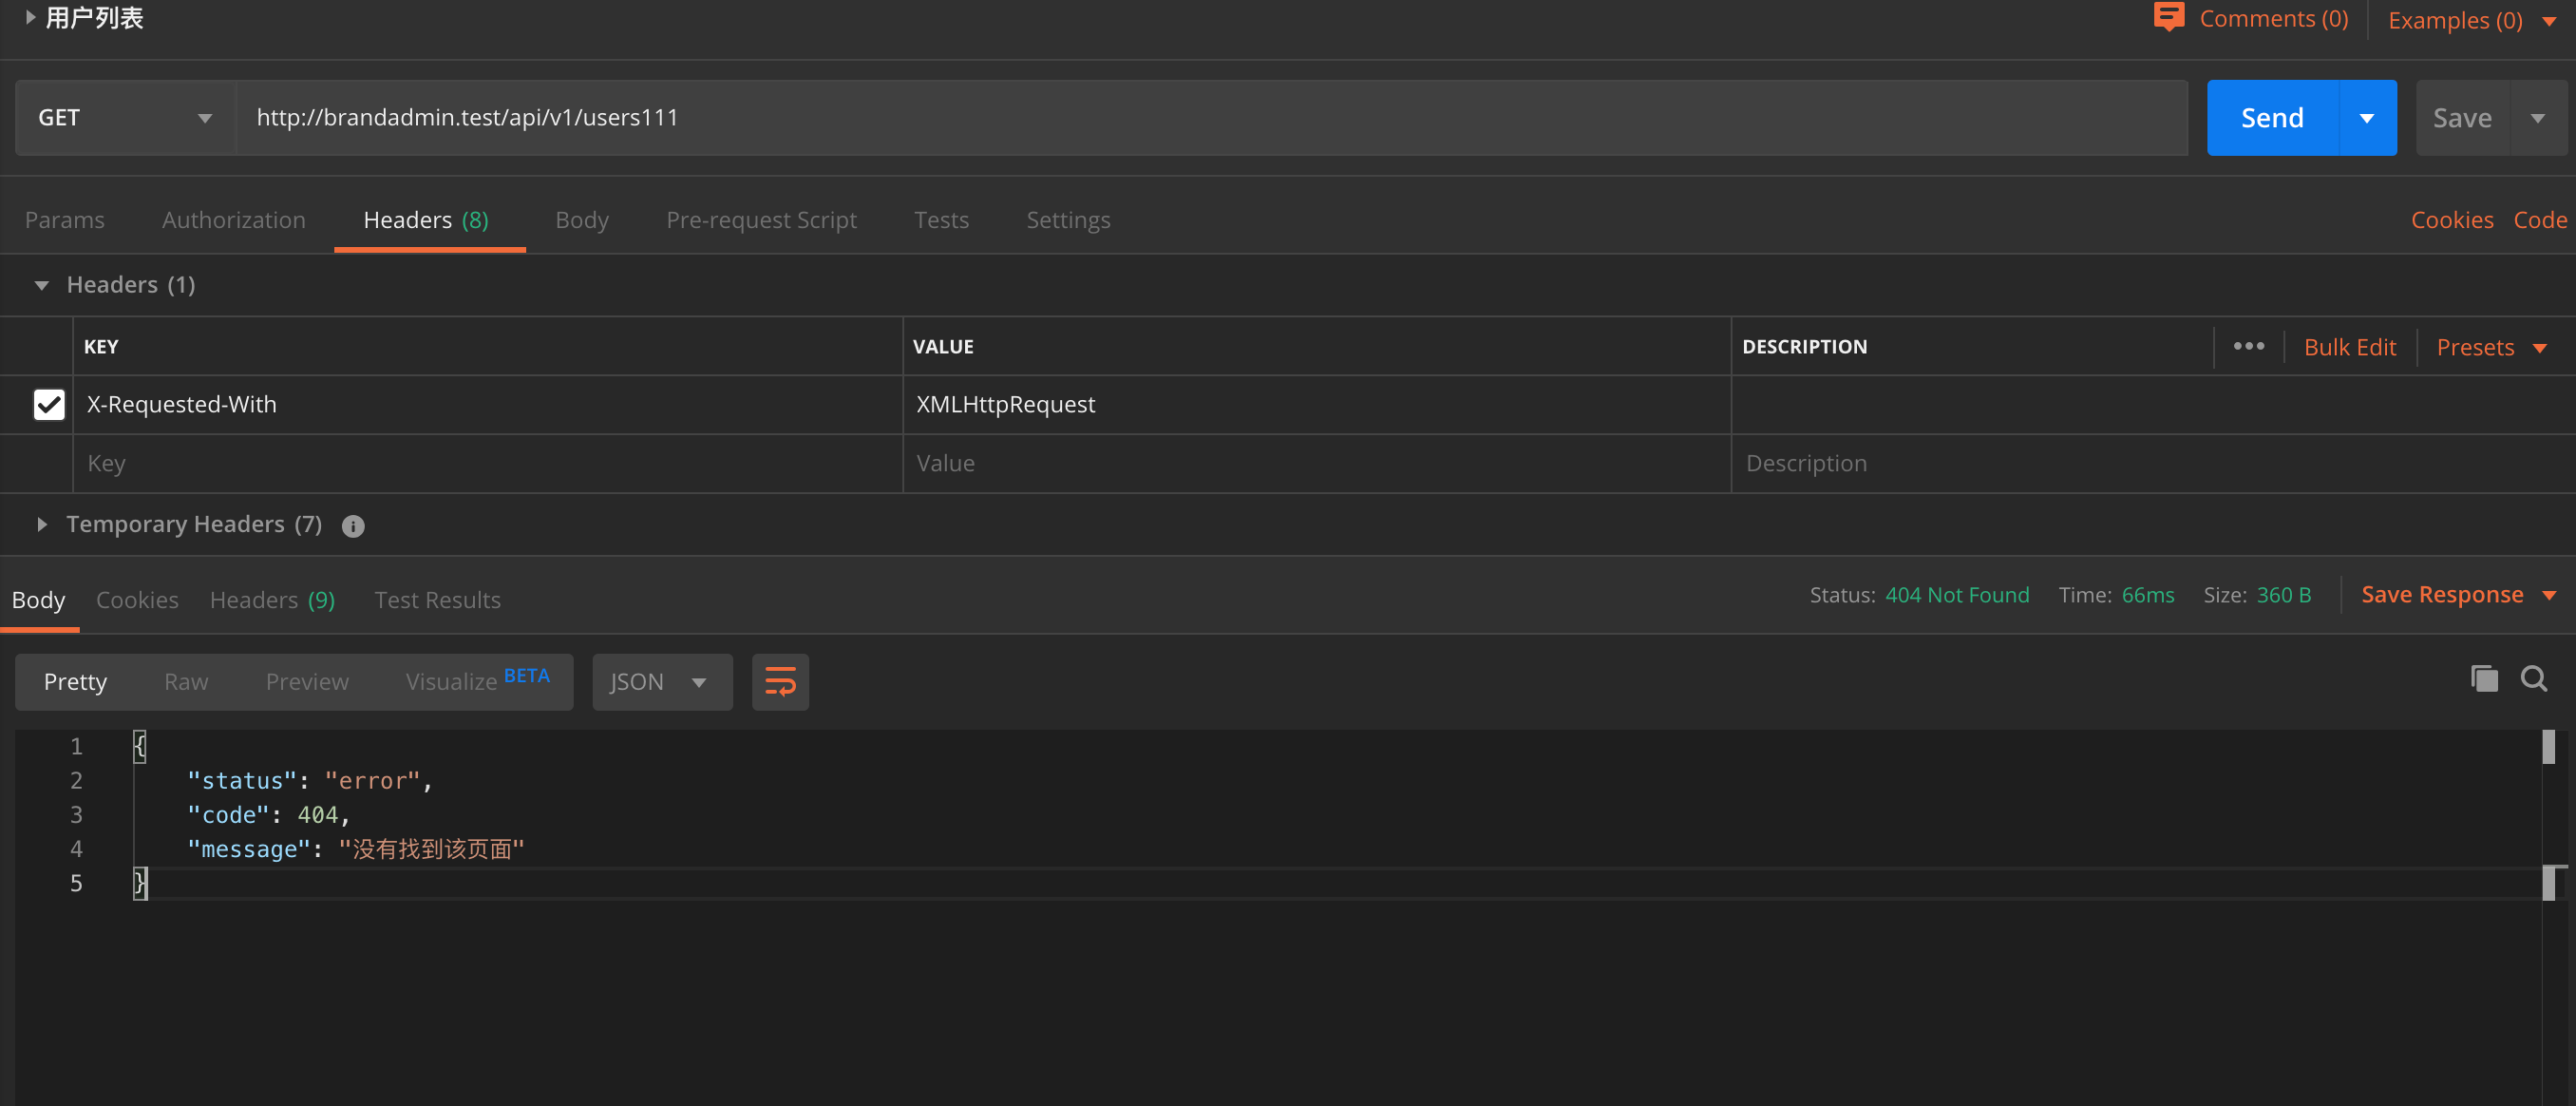 用户列表
Comments (0) Examples (0)
GET http://brandadmin.test/api/v1/users111 Send Save
Params Authorization Headers (8) Body Pre-request Script Tests Settings Cookies Code
Headers (1)
KEY VALUE DESCRIPTION ••• Bulk Edit Presets
X-Requested-With XMLHttpRequest
Key Value Description
Temporary Headers (7) i
Body Cookies Headers (9) Test Results Status: 404 Not Found Time: 66ms Size: 360 B Save Response
Pretty Raw Preview Visualize BETA JSON
1 {
2 "status": "error",
3 "code": 404,
4 "message": "没有找到该页面"
5 }